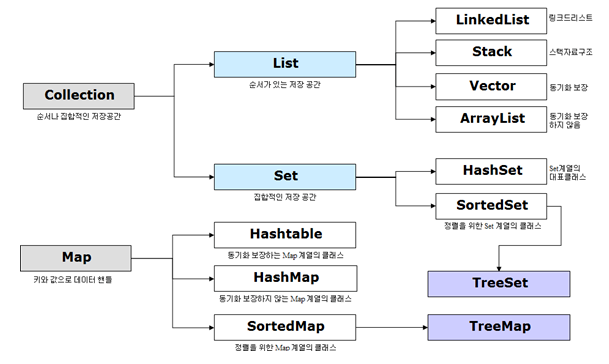 LinkedList
링크드리스트
List
순서가 있는 저장 공간
Stack
스택자료구조
Collection
순서나 집합적인 저장공간
Vector
동기화 보장
ArrayList
동기화 보장
하지 않음
Set
집합적인 저장 공간
HashSet
Set계열의
대표클래스
SortedSet
정렬을 위한 Set 계열의 클래스
Map
키와 값으로 데이터 핸들
Hashtable
동기화 보장하는 Map 계열의 클래스
HashMap
동기화 보장하지 않는 Map 계열의 클래스
TreeSet
SortedMap
정렬을 위한 Map 계열의 클래스
TreeMap